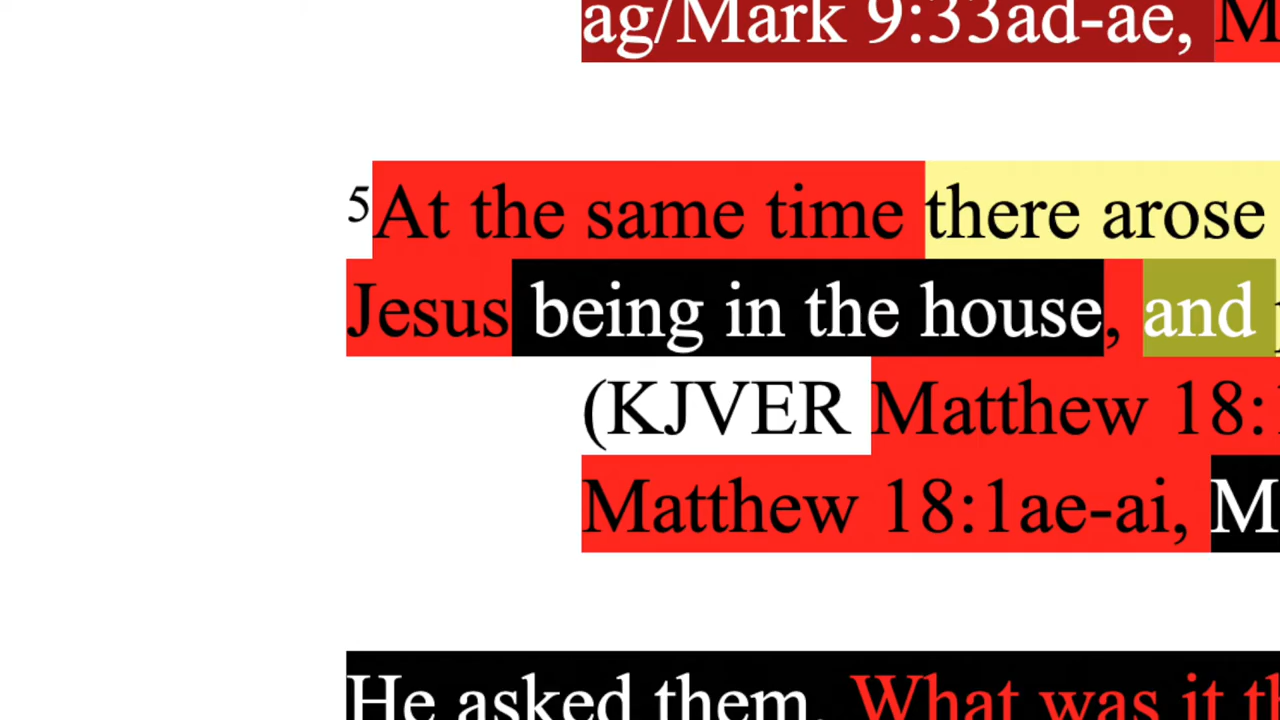 ag/Mark 9:33ad-ae,
5At the same time there arose
Jesus being in the house, and
(KJVER Matthew 18:
Matthew 18:1ae-ai,
He asked them, What was it